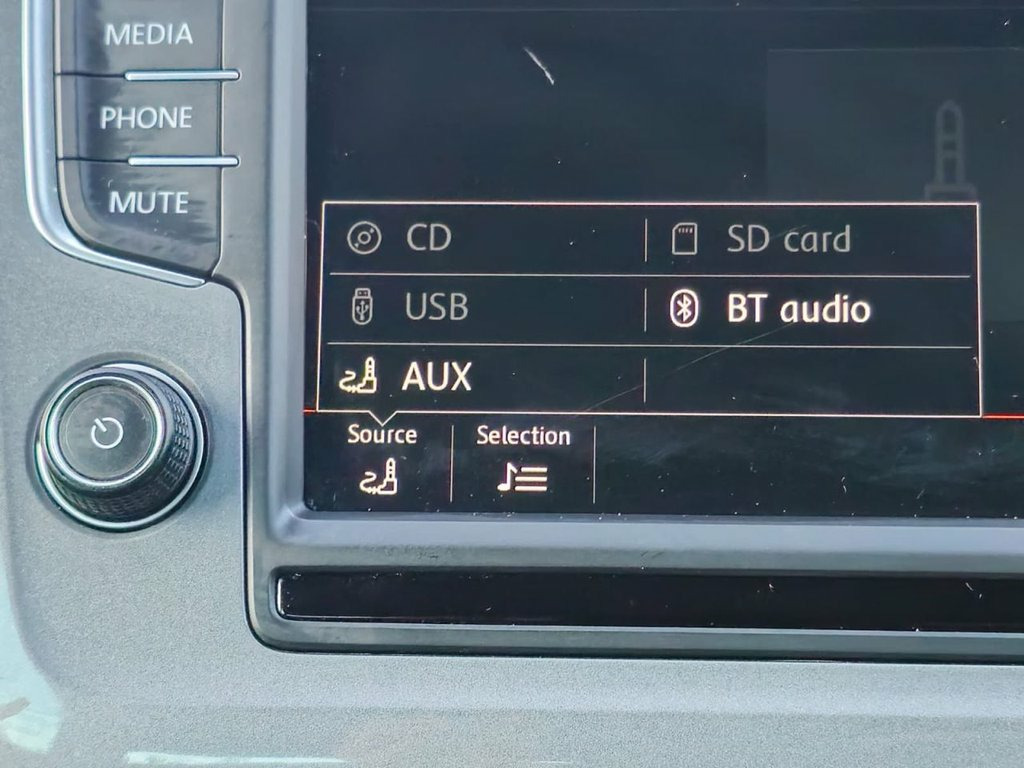 MEDIA
PHONE
MUTE
CD
SD card
USB
BT audio
AUX
Source
Selection